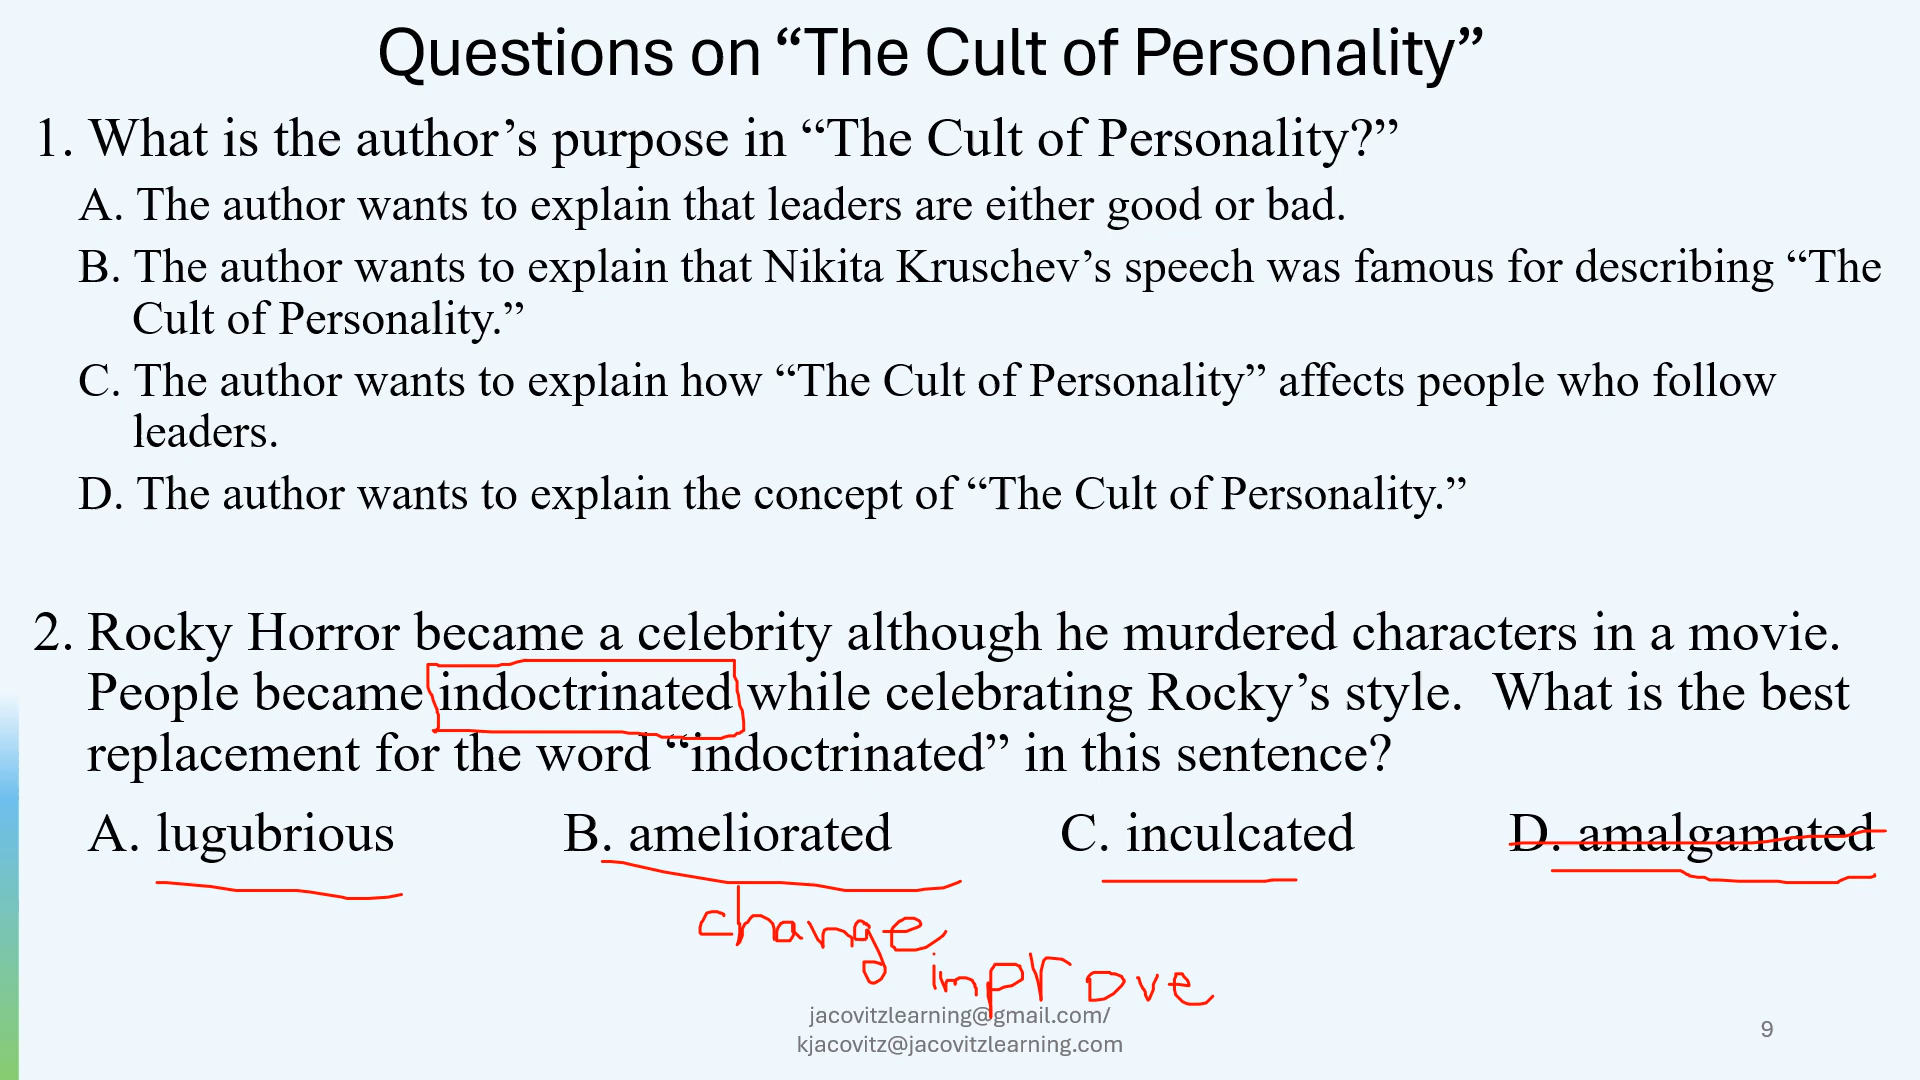 Questions on “The Cult of Personality”
1. What is the author’s purpose in “The Cult of Personality?”
A. The author wants to explain that leaders are either good or bad.
B. The author wants to explain that Nikita Kruschev’s speech was famous for describing “The
Cult of Personality.”
C. The author wants to explain how “The Cult of Personality” affects people who follow
leaders.
D. The author wants to explain the concept of “The Cult of Personality.”
2. Rocky Horror became a celebrity although he murdered characters in a movie.
People became indoctrinated while celebrating Rocky’s style. What is the best
replacement for the word “indoctrinated” in this sentence?
A. lugubrious B. ameliorated C. inculcated D. amalgamated
change
improve
jacovitzlearning@gmail.com/
kjacovitz@jacovitzlearning.com
9